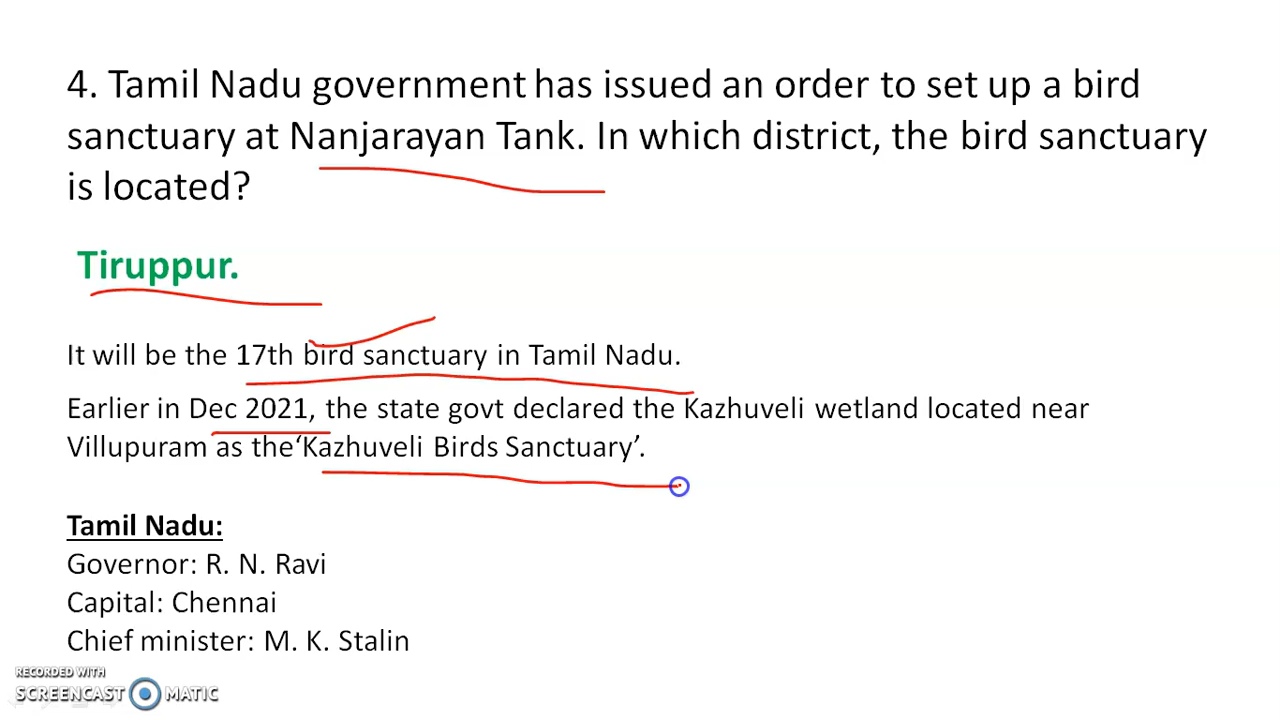 4. Tamil Nadu government has issued an order to set up a bird
sanctuary at Nanjarayan Tank. In which district, the bird sanctuary
is located?
Tiruppur.
It will be the 17th bird sanctuary in Tamil Nadu.
Earlier in Dec 2021, the state govt declared the Kazhuveli wetland located near
Villupuram as the‘Kazhuveli Birds Sanctuary’.
Tamil Nadu:
Governor: R. N. Ravi
Capital: Chennai
Chief minister: M. K. Stalin
RECORDED WITH
SCREENCAST MATIC